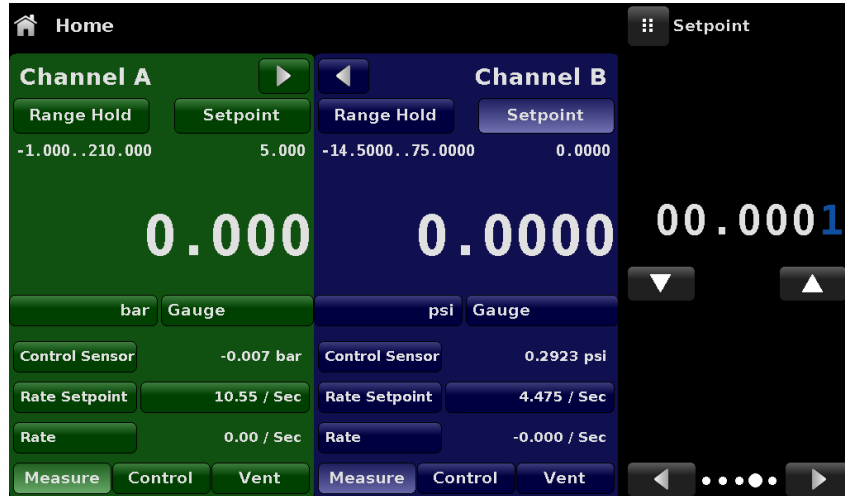 Home
Setpoint
Channel A
Channel B
Range Hold Setpoint
Range Hold Setpoint
-1.000..210.000 5.000
-14.5000..75.0000 0.0000
0.000
0.0000
00.0001
bar Gauge
psi Gauge
Control Sensor -0.007 bar
Control Sensor 0.2923 psi
Rate Setpoint 10.55 / Sec
Rate Setpoint 4.475 / Sec
Rate 0.00 / Sec
Rate -0.000 / Sec
Measure Control Vent
Measure Control Vent